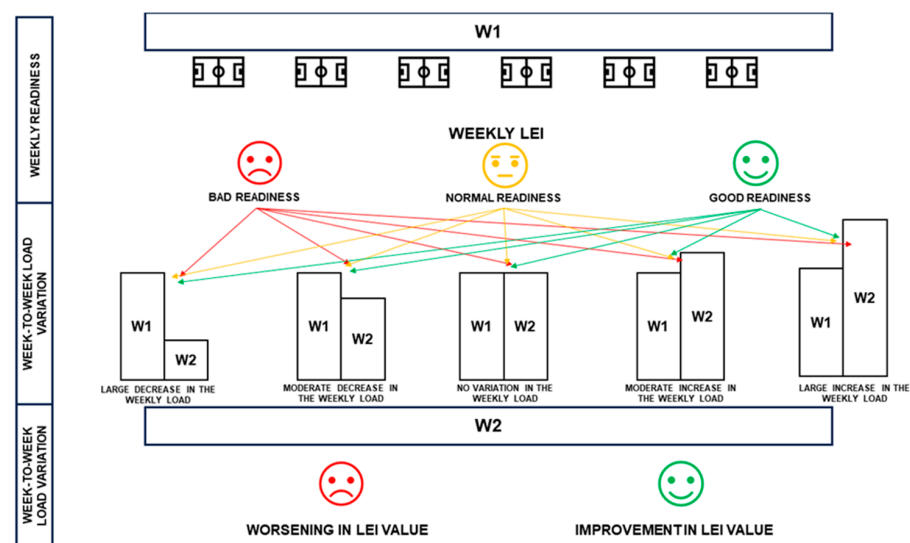 WEEKLY READINESS
W1
WEEKLY LEI
BAD READINESS
NORMAL READINESS
GOOD READINESS
WEEK-TO-WEEK LOAD
VARIATION
W1
W2
LARGE DECREASE IN THE
WEEKLY LOAD
W1
W2
MODERATE DECREASE IN
THE WEEKLY LOAD
W1
W2
NO VARIATION IN THE
WEEKLY LOAD
W1
W2
MODERATE INCREASE IN
THE WEEKLY LOAD
W1
W2
LARGE INCREASE IN THE
WEEKLY LOAD
WEEK-TO-WEEK
LOAD VARIATION
W2
WORSENING IN LEI VALUE
IMPROVEMENT IN LEI VALUE